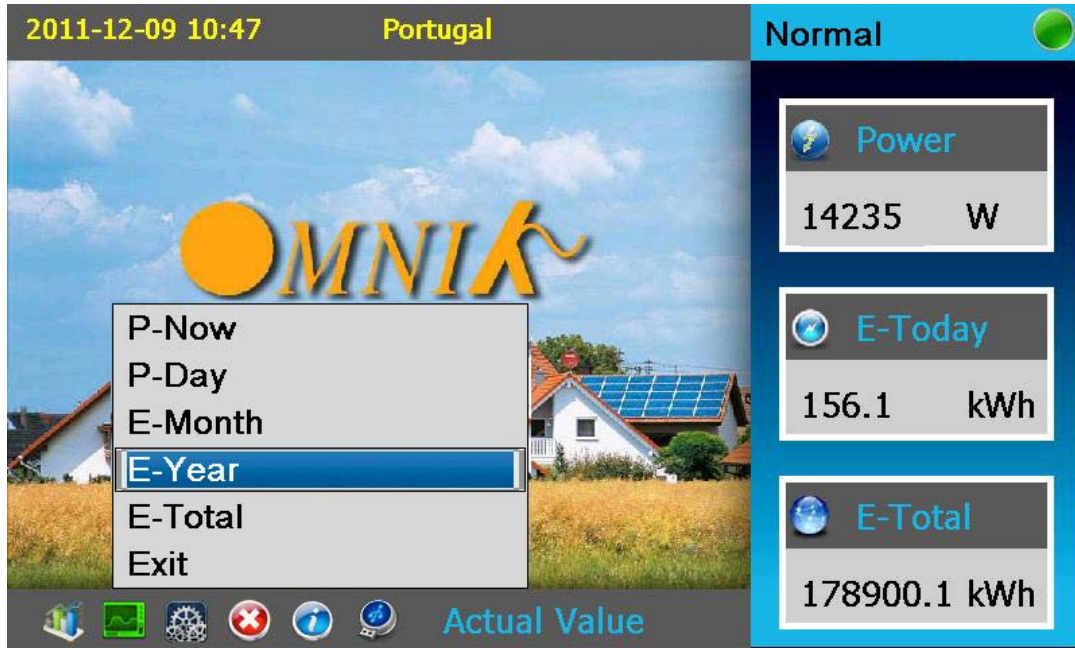 2011-12-09 10:47 Portugal
Normal
Power
14235 W
E-Today
156.1 kWh
E-Total
178900.1 kWh
OMNIK
P-Now
P-Day
E-Month
E-Year
E-Total
Exit
Actual Value